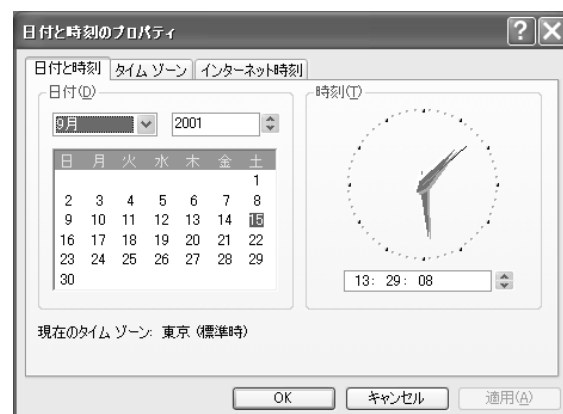 日付と時刻のプロパティ
日付と時刻 タイム ゾーン インターネット時刻
日付(D)
9月 2001
日 月 火 水 木 金 土
1
2 3 4 5 6 7 8
9 10 11 12 13 14 15
16 17 18 19 20 21 22
23 24 25 26 27 28 29
30
時刻(T)
13: 29: 08
現在のタイム ゾーン: 東京 (標準時)
OK キャンセル 適用(A)